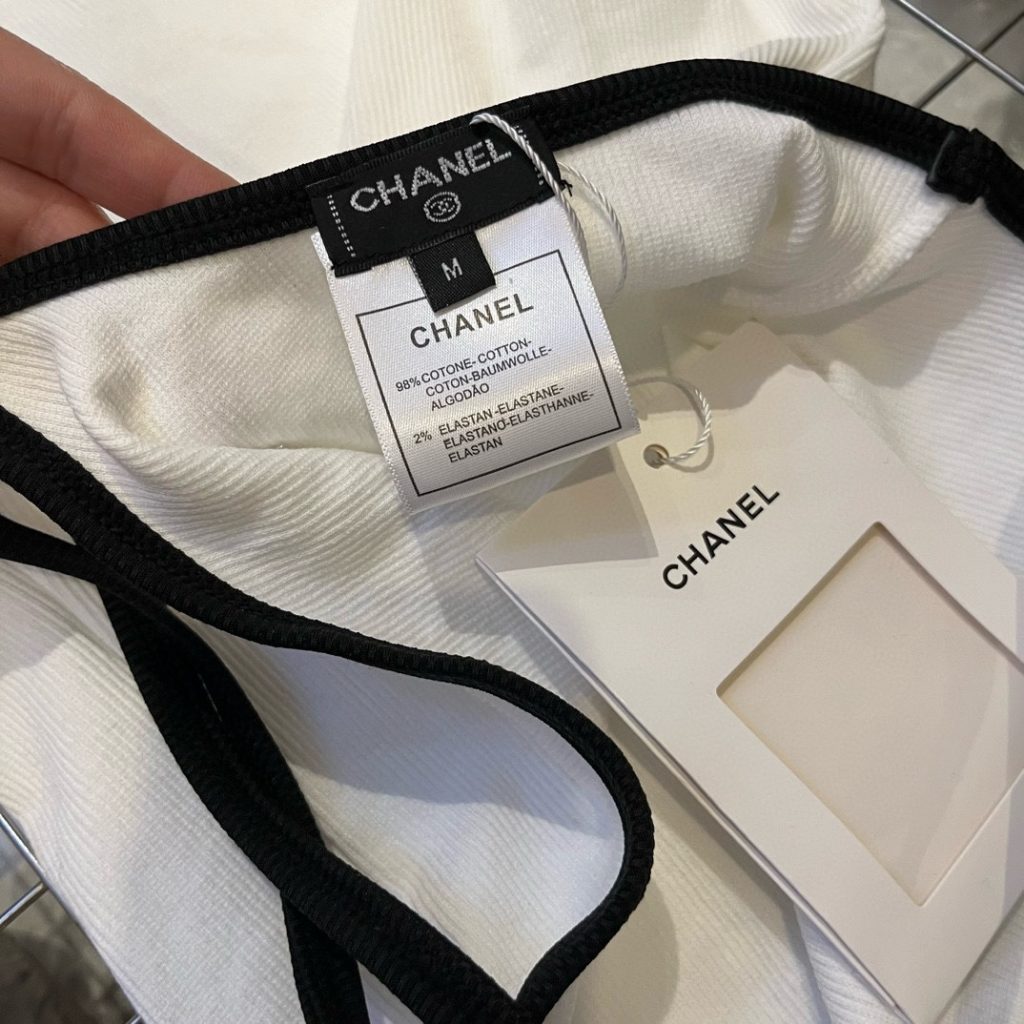 CHANEL
M
CHANEL
98% COTONE-COTTON-
COTON-BAUMWOLLE-
ALGODÃO
2% ELASTAN-ELASTANE-
ELASTANO-ELASTHANNE-
ELASTAN
CHANEL